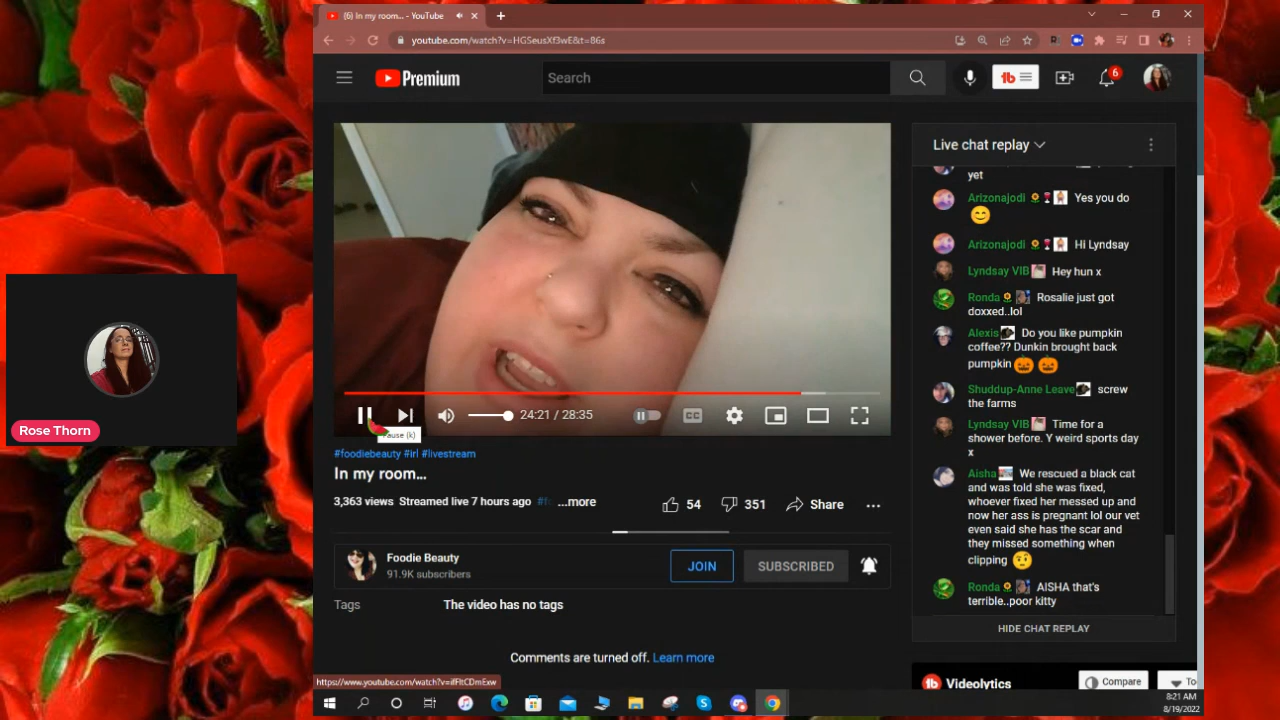 (6) In my room... - YouTube
youtube.com/watch?v=HGSeusXf3wE&t=86s
Premium
Search
6
Live chat replay
yet
Arizonajodi Yes you do
Arizonajodi Hi Lyndsay
Lyndsay VIB Hey hun x
Ronda Rosalie just got
doxxed..lol
Alexis Do you like pumpkin
coffee?? Dunkin brought back
pumpkin
Shuddup-Anne Leave screw
the farms
Lyndsay VIB Time for a
shower before. Y weird sports day
x
Aisha We rescued a black cat
and was told she was fixed,
whoever fixed her messed up and
now her ass is pregnant lol our vet
even said she has the scar and
they missed something when
clipping
Ronda AISHA that's
terrible..poor kitty
HIDE CHAT REPLAY
24:21 / 28:35
CC
Pause (k)
#foodiebeauty #irl #livestream
In my room...
3,363 views Streamed live 7 hours ago ...more
54 351 Share
Foodie Beauty
91.9K subscribers
JOIN
SUBSCRIBED
Tags The video has no tags
Comments are turned off. Learn more
Videolytics
Compare
To
8:21 AM
8/19/2022
Rose Thorn